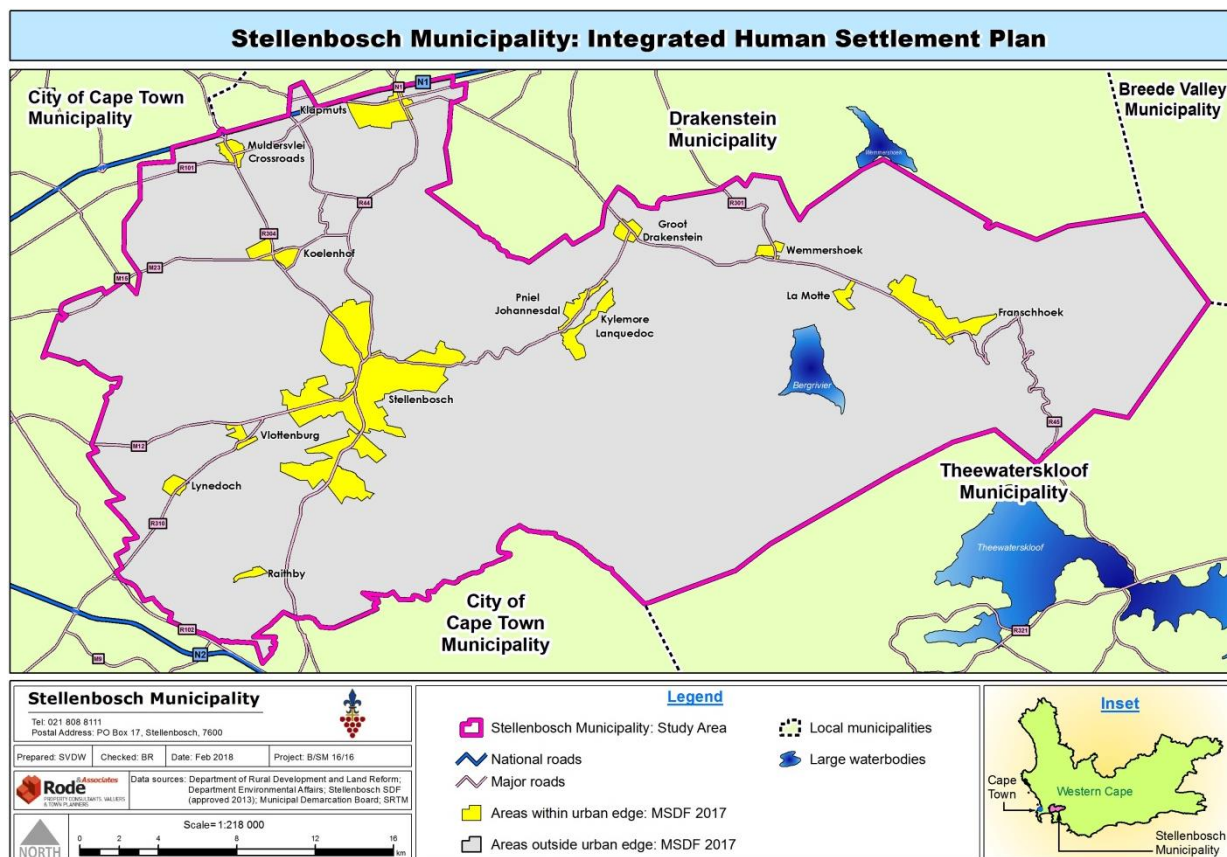 Stellenbosch Municipality: Integrated Human Settlement Plan
City of Cape Town
Municipality
N1
N1
Klapmuts
Drakenstein
Municipality
Breede Valley
Municipality
Wemmershoek
Muldersvlei
Crossroads
R101
R44
R301
R304
Groot
Drakenstein
Koelenhof
Wemmershoek
M23
M15
La Motte
Pniel
Johannesdal
Kylemore
Lanquedoc
Franschhoek
Bergrivier
Stellenbosch
Vlottenburg
M12
R45
Theewaterskloof
Municipality
Lynedoch
R310
Theewaterskloof
Raithby
City of
Cape Town
Municipality
R102
N2
M9
R321
Stellenbosch Municipality
Tel: 021 808 8111
Postal Address: PO Box 17, Stellenbosch, 7600
Prepared: SVDW
Checked: BR
Date: Feb 2018
Project: B/SM 16/16
Rode & Associates
PROPERTY CONSULTANTS, VALUERS
& TOWN PLANNERS
Data sources: Department of Rural Development and Land Reform;
Department Environmental Affairs; Stellenbosch SDF
(approved 2013); Municipal Demarcation Board; SRTM
NORTH
Scale= 1:218 000
0 2 4 8 12 16
km
Legend
Stellenbosch Municipality: Study Area
National roads
Major roads
Areas within urban edge: MSDF 2017
Areas outside urban edge: MSDF 2017
Local municipalities
Large waterbodies
Inset
Cape
Town
Western Cape
Stellenbosch
Municipality